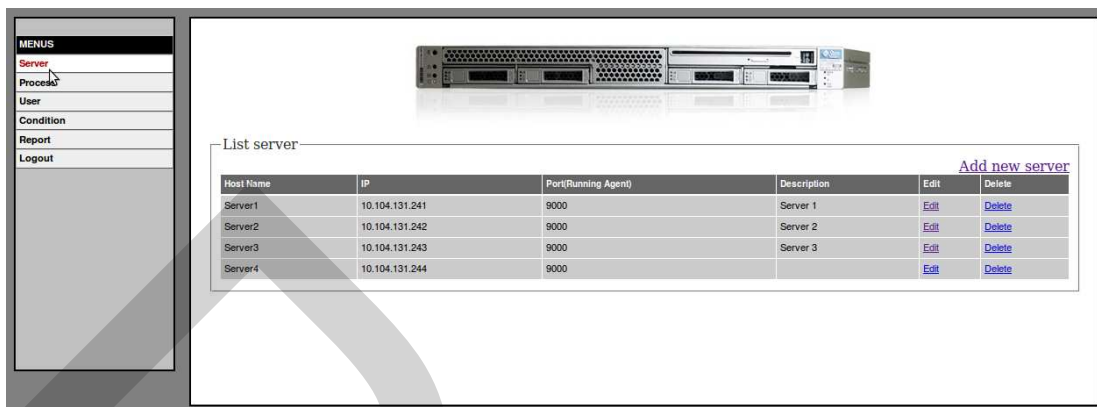 MENUS
Server
Process
User
Condition
Report
Logout
List server
Add new server
Host Name IP Port(Running Agent) Description Edit Delete
Server1 10.104.131.241 9000 Server 1 Edit Delete
Server2 10.104.131.242 9000 Server 2 Edit Delete
Server3 10.104.131.243 9000 Server 3 Edit Delete
Server4 10.104.131.244 9000 Edit Delete